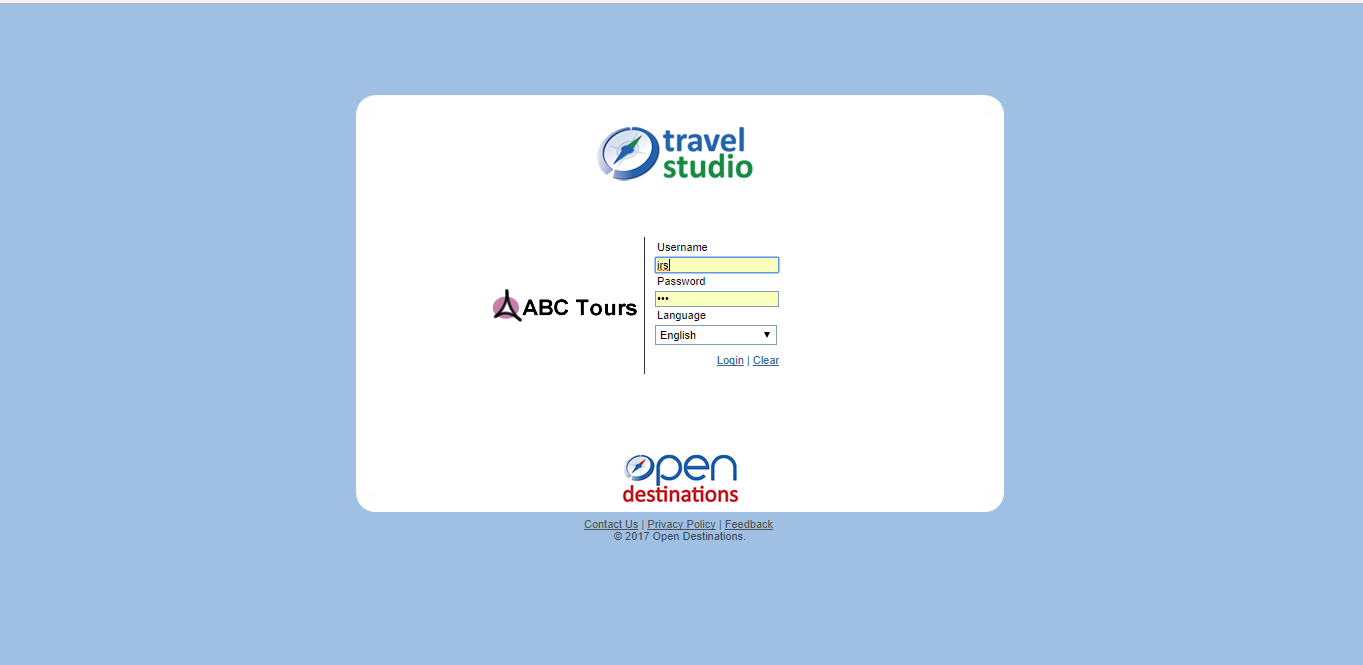 travel
studio
Username
irs
Password
•••
ABC Tours
Language
English
Login | Clear
open
destinations
Contact Us | Privacy Policy | Feedback
© 2017 Open Destinations.